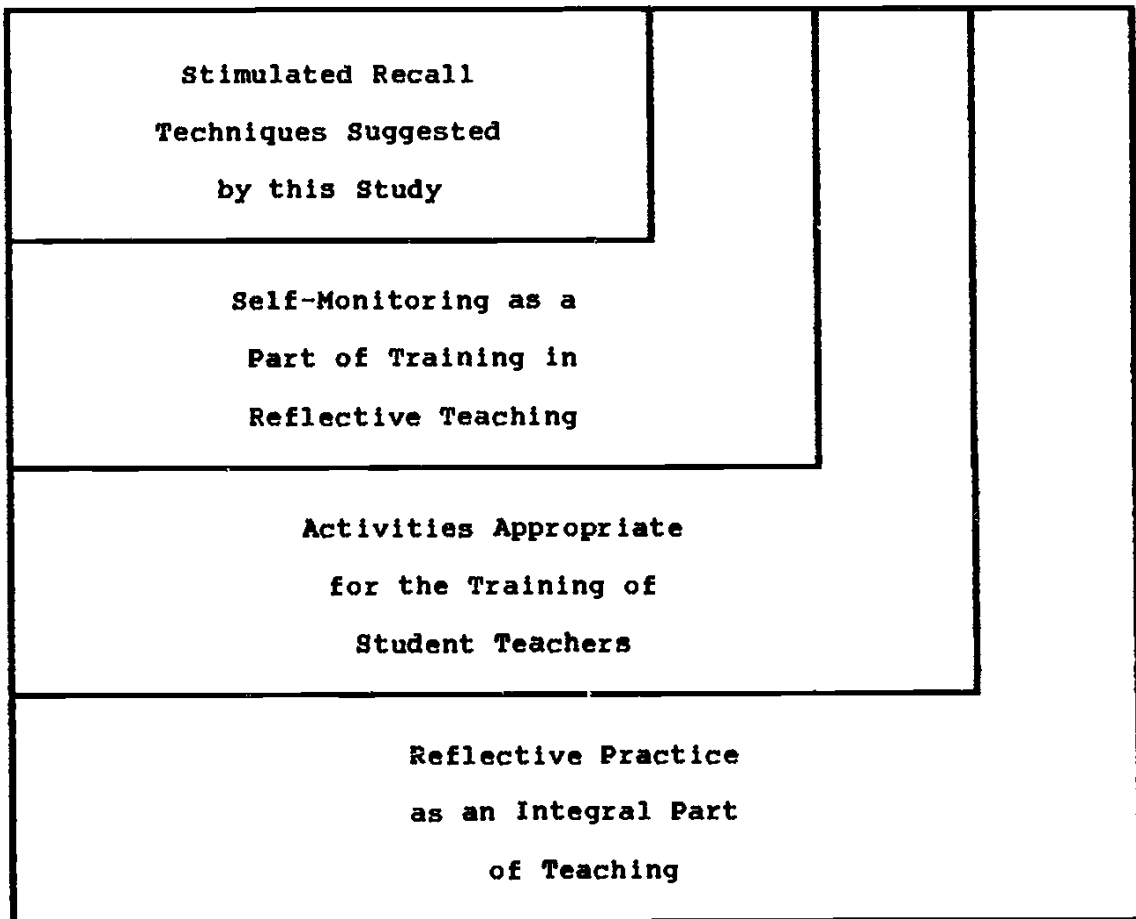 Stimulated Recall
Techniques Suggested
by this Study
Self-Monitoring as a
Part of Training in
Reflective Teaching
Activities Appropriate
for the Training of
Student Teachers
Reflective Practice
as an Integral Part
of Teaching